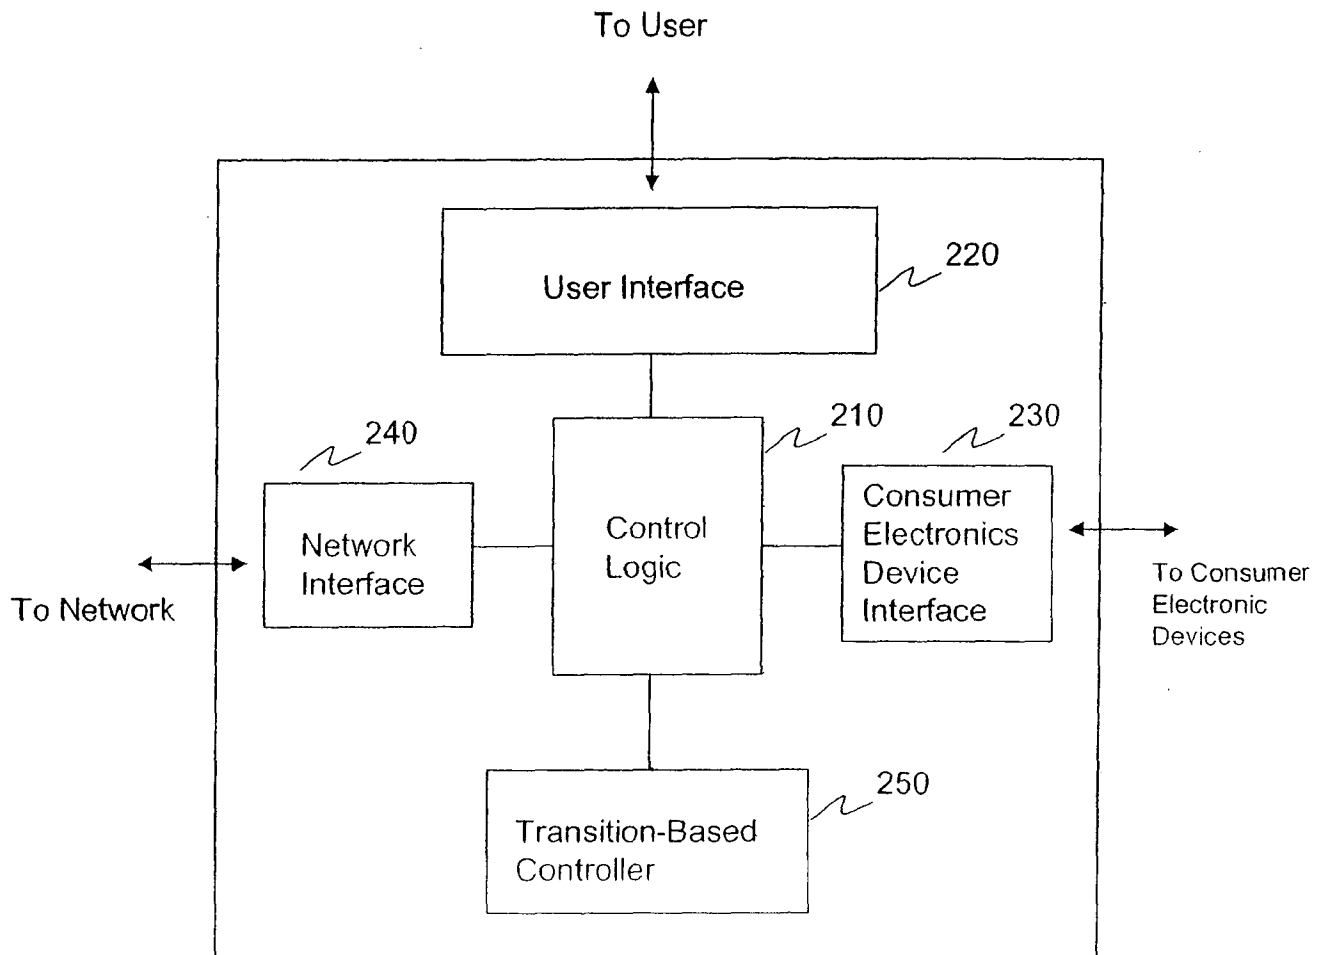 To User
220
User Interface
210
230
240
Consumer
Electronics
Device
Interface
Control
Logic
Network
Interface
To Consumer
Electronic
Devices
To Network
250
Transition-Based
Controller